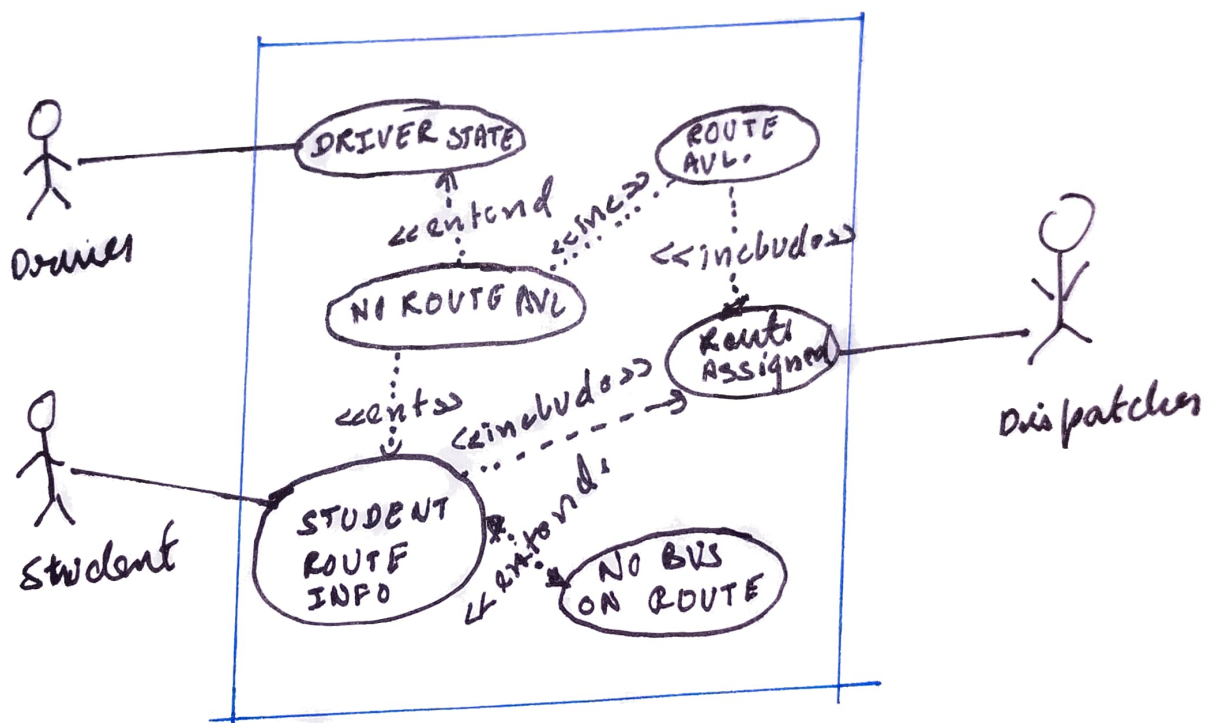 DRIVER STATE
ROUTE
AVL.
Driver
<<extend
<<inc>>
<<includes>>
NO ROUTE AVL
Route
Assigned
Dispatcher
<<ext>>
<<includes>>
Student
STUDENT
ROUTE
INFO
<<extends
NO BUS
ON ROUTE